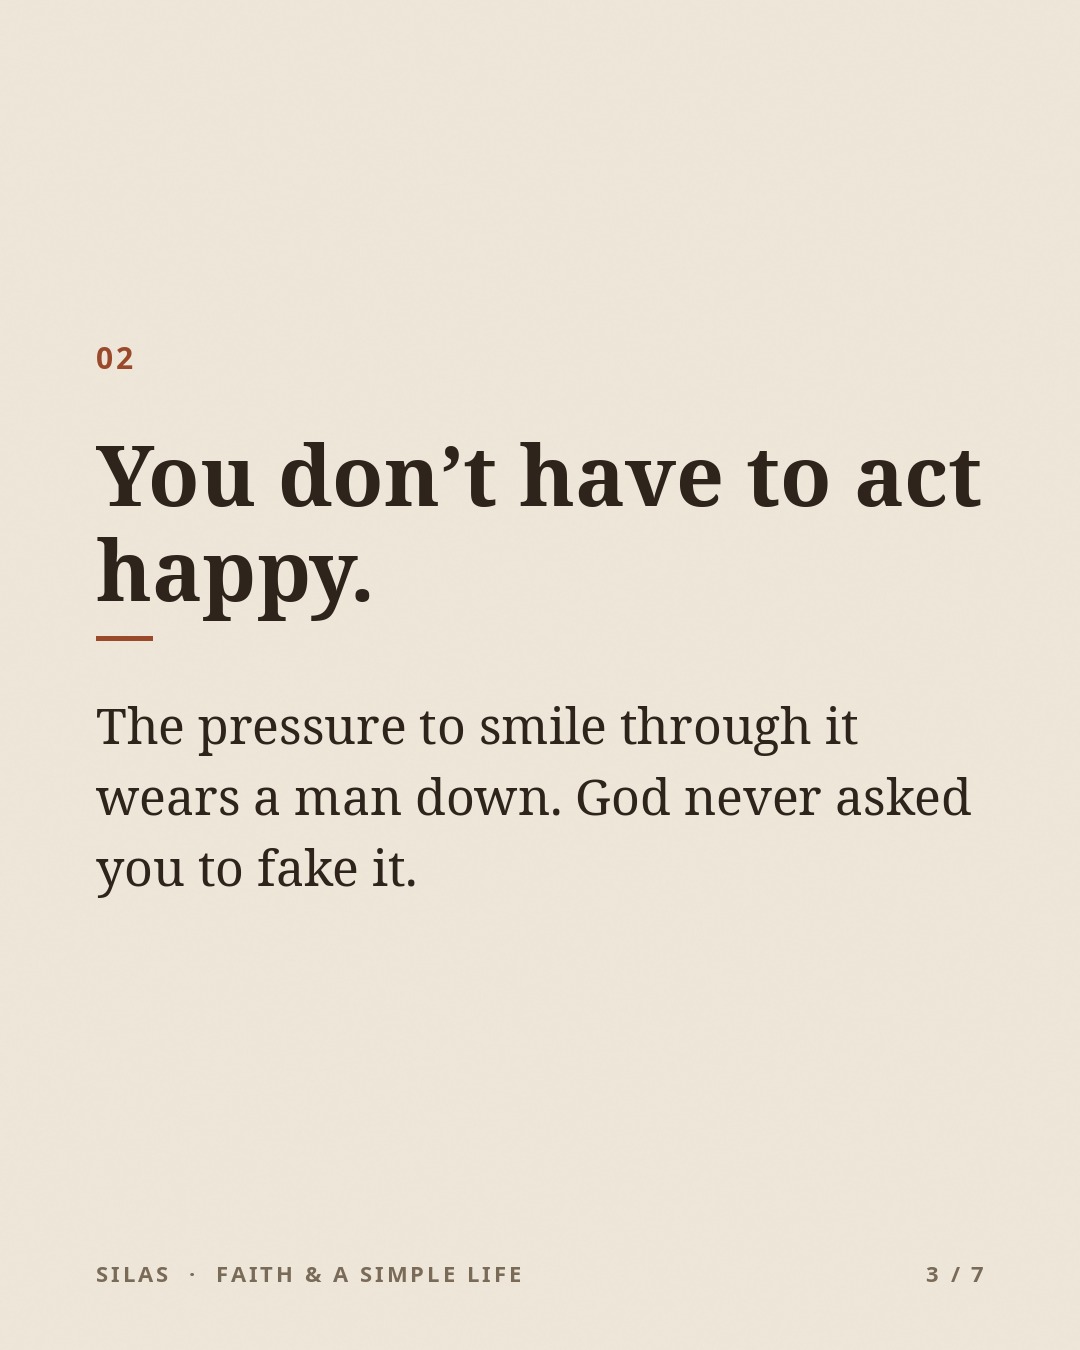 02
You don’t have to act
happy.
The pressure to smile through it
wears a man down. God never asked
you to fake it.
SILAS · FAITH & A SIMPLE LIFE
3 / 7